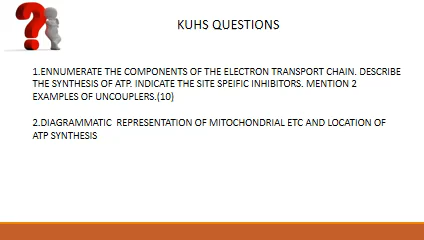 KUHS QUESTIONS
1.ENNUMERATE THE COMPONENTS OF THE ELECTRON TRANSPORT CHAIN. DESCRIBE
THE SYNTHESIS OF ATP. INDICATE THE SITE SPEIFIC INHIBITORS. MENTION 2
EXAMPLES OF UNCOUPLERS.(10)
2.DIAGRAMMATIC REPRESENTATION OF MITOCHONDRIAL ETC AND LOCATION OF
ATP SYNTHESIS